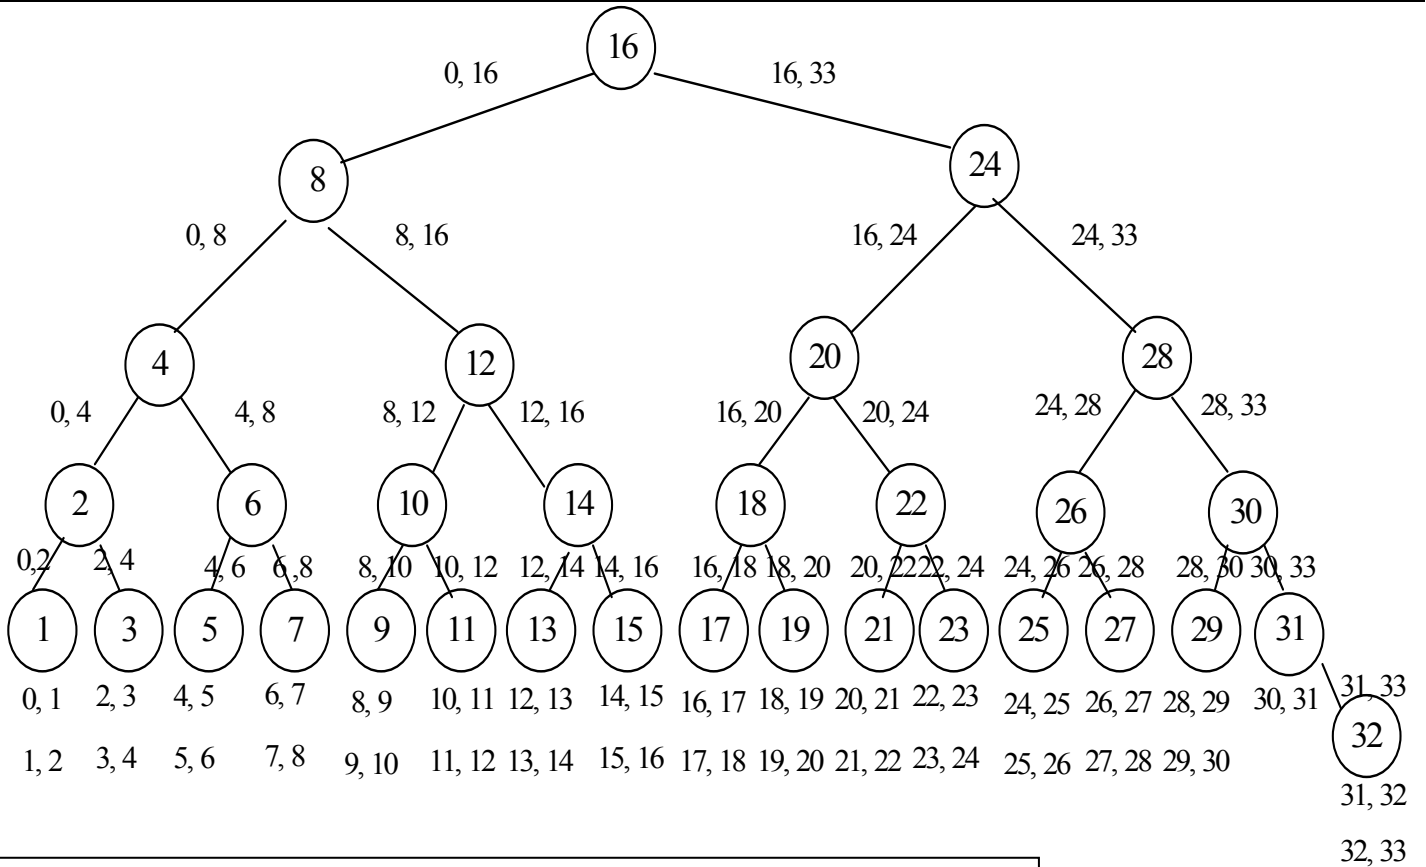 16
0, 16 16, 33
8 24
0, 8 8, 16 16, 24 24, 33
4 12 20 28
0, 4 4, 8 8, 12 12, 16 16, 20 20, 24 24, 28 28, 33
2 6 10 14 18 22 26 30
0,2 2, 4 4, 6 6 ,8 8, 10 10, 12 12, 14 14, 16 16, 18 18, 20 20, 22 22, 24 24, 26 26, 28 28, 30 30, 33
1 3 5 7 9 11 13 15 17 19 21 23 25 27 29 31
0, 1 2, 3 4, 5 6, 7 8, 9 10, 11 12, 13 14, 15 16, 17 18, 19 20, 21 22, 23 24, 25 26, 27 28, 29 30, 31 31, 33
32
1, 2 3, 4 5, 6 7, 8 9, 10 11, 12 13, 14 15, 16 17, 18 19, 20 21, 22 23, 24 25, 26 27, 28 29, 30
31, 32
32, 33